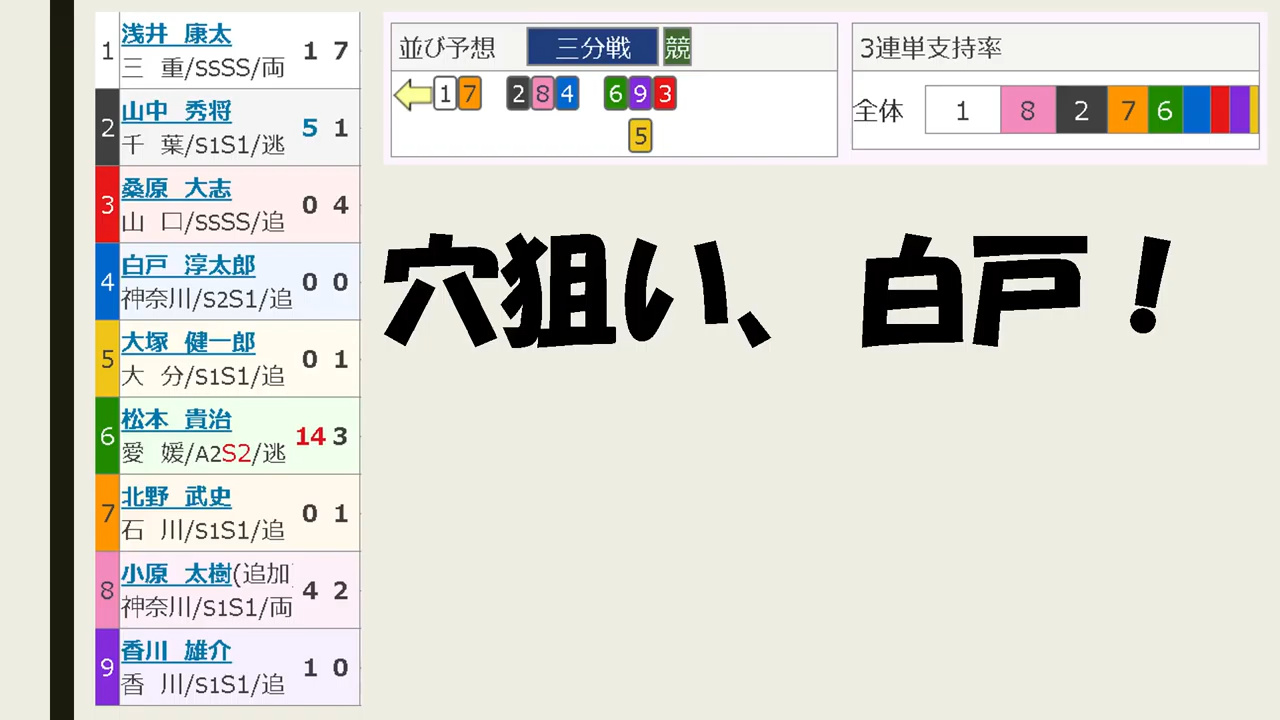 1 浅井 康太 1 7
三 重/SSSS/両
2 山中 秀将 5 1
千 葉/S1S1/逃
3 桑原 大志 0 4
山 口/SSSS/追
4 白戸 淳太郎 0 0
神奈川/S2S1/追
5 大塚 健一郎 0 1
大 分/S1S1/追
6 松本 貴治 14 3
愛 媛/A2S2/逃
7 北野 武史 0 1
石 川/S1S1/追
8 小原 太樹(追加 4 2
神奈川/S1S1/両
9 香川 雄介 1 0
香 川/S1S1/追
並び予想 三分戦 競
1 7 2 8 4 6 9 3
5
3連単支持率
全体 1 8 2 7 6
穴狙い、白戸！